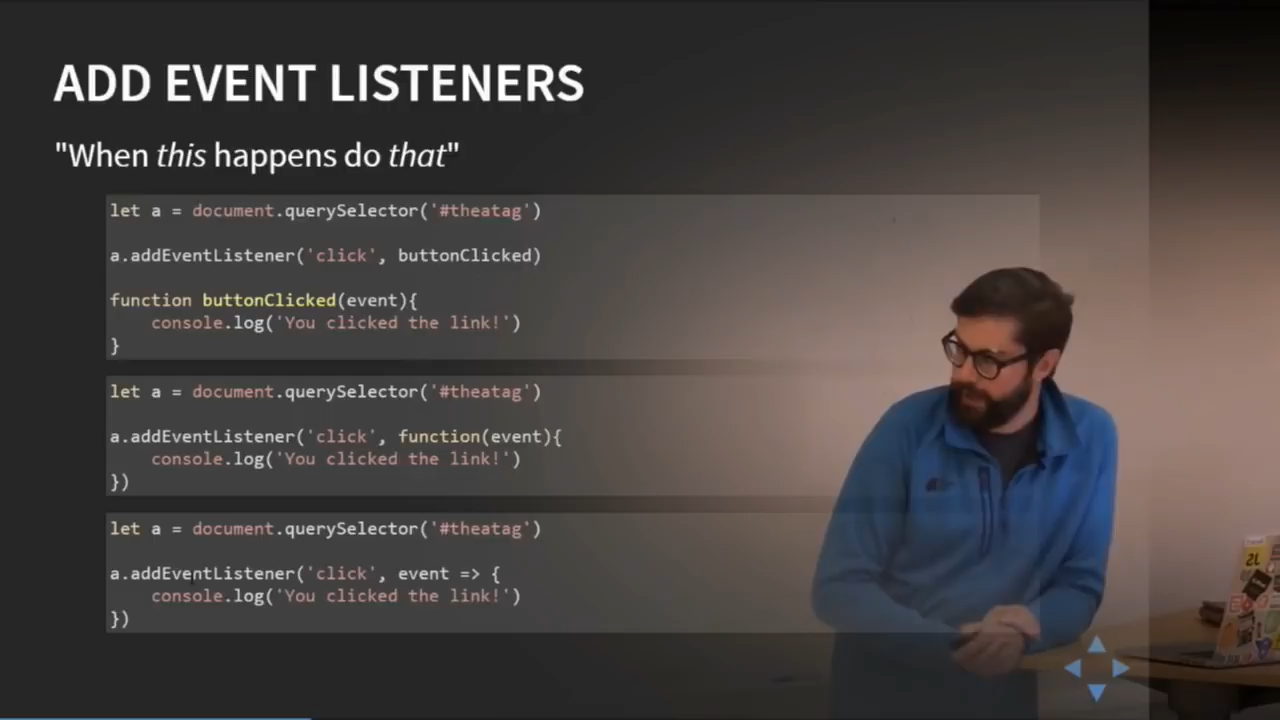 ADD EVENT LISTENERS
"When this happens do that"
let a = document.querySelector('#theatag')
a.addEventListener('click', buttonClicked)
function buttonClicked(event){
    console.log('You clicked the link!')
}
let a = document.querySelector('#theatag')
a.addEventListener('click', function(event){
    console.log('You clicked the link!')
})
let a = document.querySelector('#theatag')
a.addEventListener('click', event => {
    console.log('You clicked the link!')
})